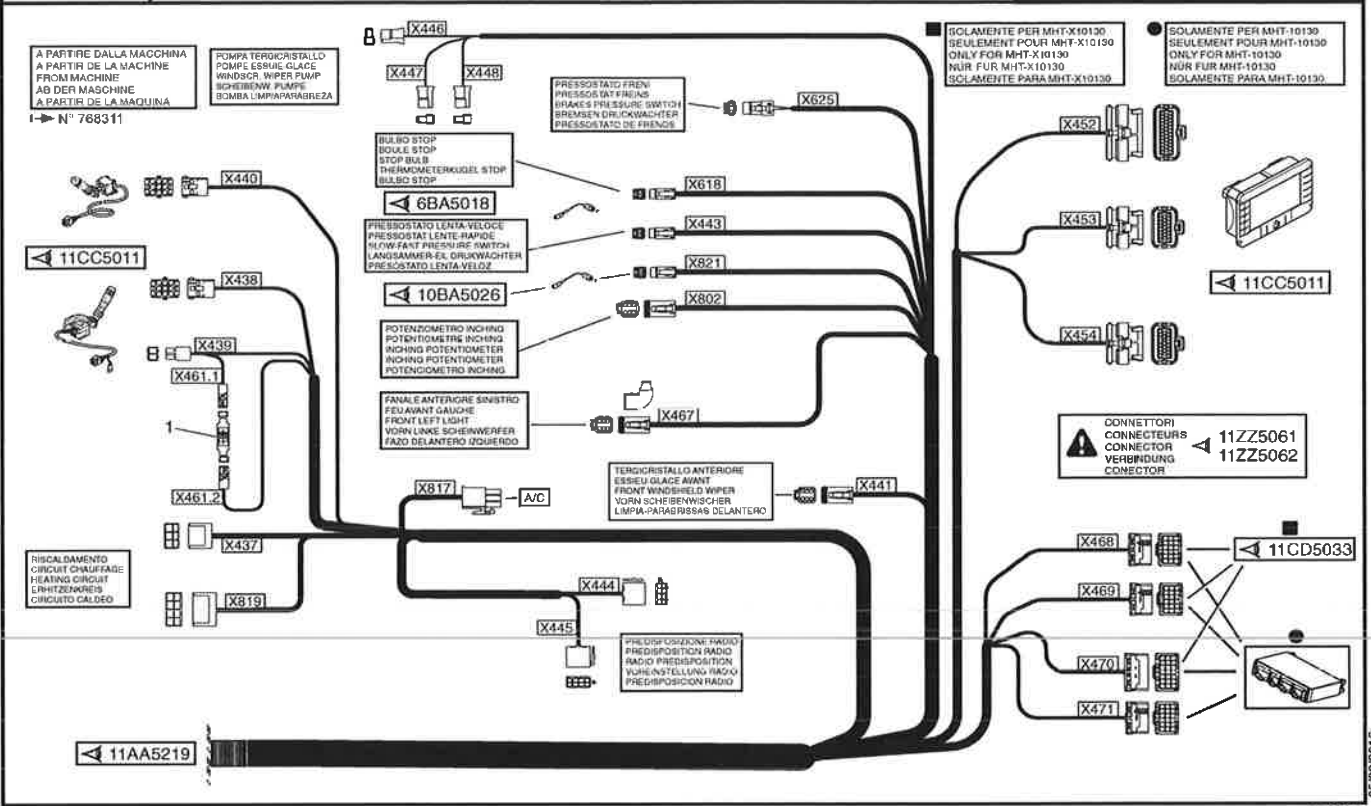 A PARTIRE DALLA MACCHINA
A PARTIR DE LA MACHINE
FROM MACHINE
AB DER MASCHINE
A PARTIR DE LA MAQUINA
N° 768311
POMPA TERGICRISTALLO
POMPE ESSUIE GLACE
WINDSCR. WIPER PUMP
SCHEIBENW. PUMPE
BOMBA LIMPIAPARABREZA
X446
X447
X448
PRESSOSTATO FRENI
PRESSOSTAT FREINS
BRAKES PRESSURE SWITCH
BREMSEN DRUCKWACHTER
PRESSOSTATO DE FRENOS
X625
■ SOLAMENTE PER MHT-X10130
SEULEMENT POUR MHT-X10130
ONLY FOR MHT-X10130
NÜR FUR MHT-X10130
SOLAMENTE PARA MHT-X10130
● SOLAMENTE PER MHT-10130
SEULEMENT POUR MHT-10130
ONLY FOR MHT-10130
NÜR FUR MHT-10130
SOLAMENTE PARA MHT-10130
X452
X453
X454
11CC5011
BULBO STOP
BOULE STOP
STOP BULB
THERMOMETERKUGEL STOP
BULBO STOP
6BA5018
X618
PRESSOSTATO LENTA-VELOCE
PRESSOSTAT LENTE-RAPIDE
SLOW-FAST PRESSURE SWITCH
LANGSAMMER-EIL DRUKWACHTER
PRESOSTATO LENTA-VELOZ
X443
10BA5026
X821
POTENZIOMETRO INCHING
POTENTIOMETRE INCHING
INCHING POTENTIOMETER
INCHING POTENTIOMETER
POTENCIOMETRO INCHING
X802
FANALE ANTERIORE SINISTRO
FEU AVANT GAUCHE
FRONT LEFT LIGHT
VORN LINKE SCHEINWERFER
FAZO DELANTERO IZQUIERDO
X467
TERGICRISTALLO ANTERIORE
ESSIEU GLACE AVANT
FRONT WINDSHIELD WIPER
VORN SCHEIBENWISCHER
LIMPIA-PARABRISSAS DELANTERO
X441
X440
11CC5011
X438
X439
X461.1
1
X461.2
X817
A/C
X437
RISCALDAMENTO
CIRCUIT CHAUFFAGE
HEATING CIRCUIT
ERHITZENKREIS
CIRCUITO CALDEO
X819
X444
X445
PREDISPOSIZIONE RADIO
PREDISPOSITION RADIO
RADIO PREDISPOSITION
VOREINSTELLUNG RADIO
PREDISPOSICION RADIO
CONNETTORI
CONNECTEURS
CONNECTOR
VERBINDUNG
CONECTOR
11ZZ5061
11ZZ5062
X468
X469
X470
X471
11CD5033
11AA5219